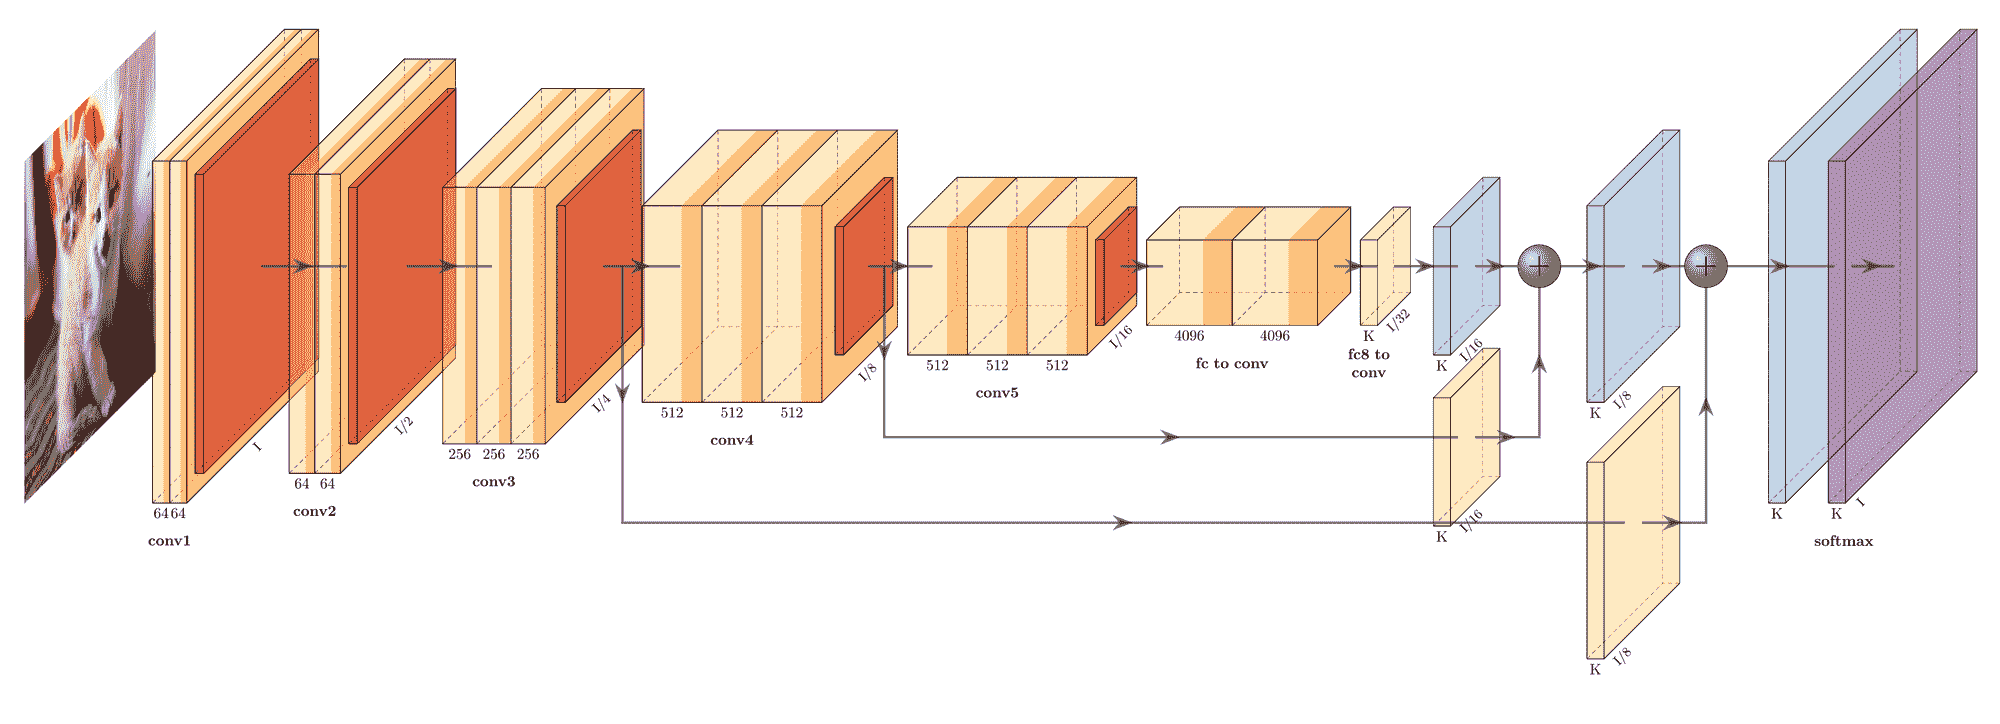 64 64
I
conv1
64 64
I/2
conv2
256 256 256
I/4
conv3
512 512 512
I/8
conv4
512 512 512
I/16
conv5
4096 4096
fc to conv
K
I/32
fc8 to
conv
K
I/16
+
K
I/16
K
I/8
+
K
I/8
K
K
I
softmax